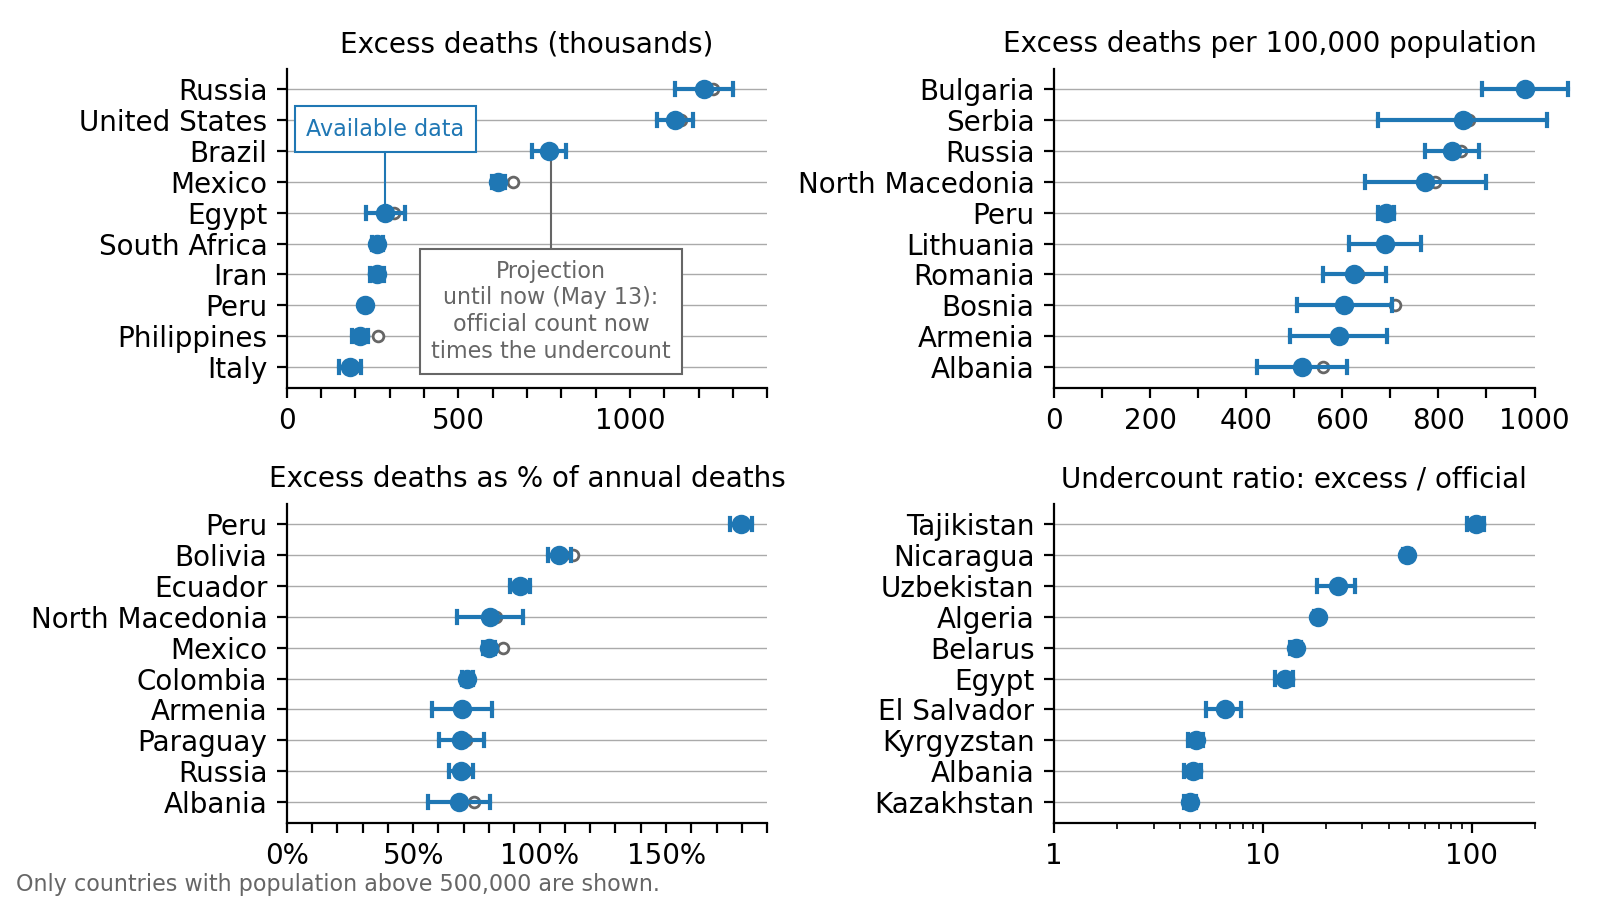 Excess deaths (thousands)
Russia
United States
Brazil
Mexico
Egypt
South Africa
Iran
Peru
Philippines
Italy
Available data
Projection
until now (May 13):
official count now
times the undercount
0 500 1000
Excess deaths per 100,000 population
Bulgaria
Serbia
Russia
North Macedonia
Peru
Lithuania
Romania
Bosnia
Armenia
Albania
0 200 400 600 800 1000
Excess deaths as % of annual deaths
Peru
Bolivia
Ecuador
North Macedonia
Mexico
Colombia
Armenia
Paraguay
Russia
Albania
0% 50% 100% 150%
Undercount ratio: excess / official
Tajikistan
Nicaragua
Uzbekistan
Algeria
Belarus
Egypt
El Salvador
Kyrgyzstan
Albania
Kazakhstan
1 10 100
Only countries with population above 500,000 are shown.